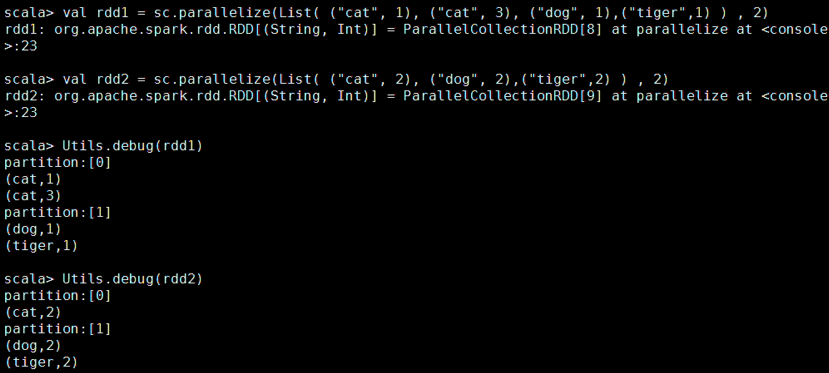 scala> val rdd1 = sc.parallelize(List( ("cat", 1), ("cat", 3), ("dog", 1),("tiger",1) ) , 2)
rdd1: org.apache.spark.rdd.RDD[(String, Int)] = ParallelCollectionRDD[8] at parallelize at <console
>:23
scala> val rdd2 = sc.parallelize(List( ("cat", 2), ("dog", 2),("tiger",2) ) , 2)
rdd2: org.apache.spark.rdd.RDD[(String, Int)] = ParallelCollectionRDD[9] at parallelize at <console
>:23
scala> Utils.debug(rdd1)
partition:[0]
(cat,1)
(cat,3)
partition:[1]
(dog,1)
(tiger,1)
scala> Utils.debug(rdd2)
partition:[0]
(cat,2)
partition:[1]
(dog,2)
(tiger,2)